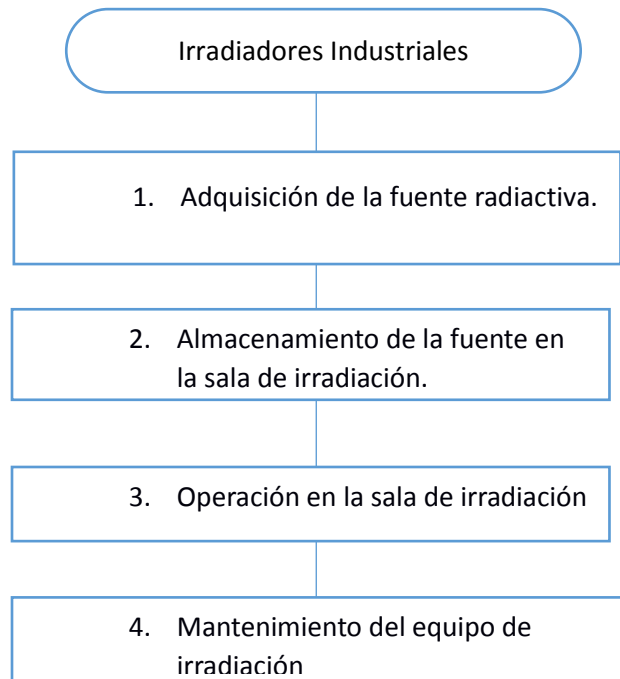 Irradiadores Industriales
1. Adquisición de la fuente radiactiva.
2. Almacenamiento de la fuente en
la sala de irradiación.
3. Operación en la sala de irradiación
4. Mantenimiento del equipo de
irradiación